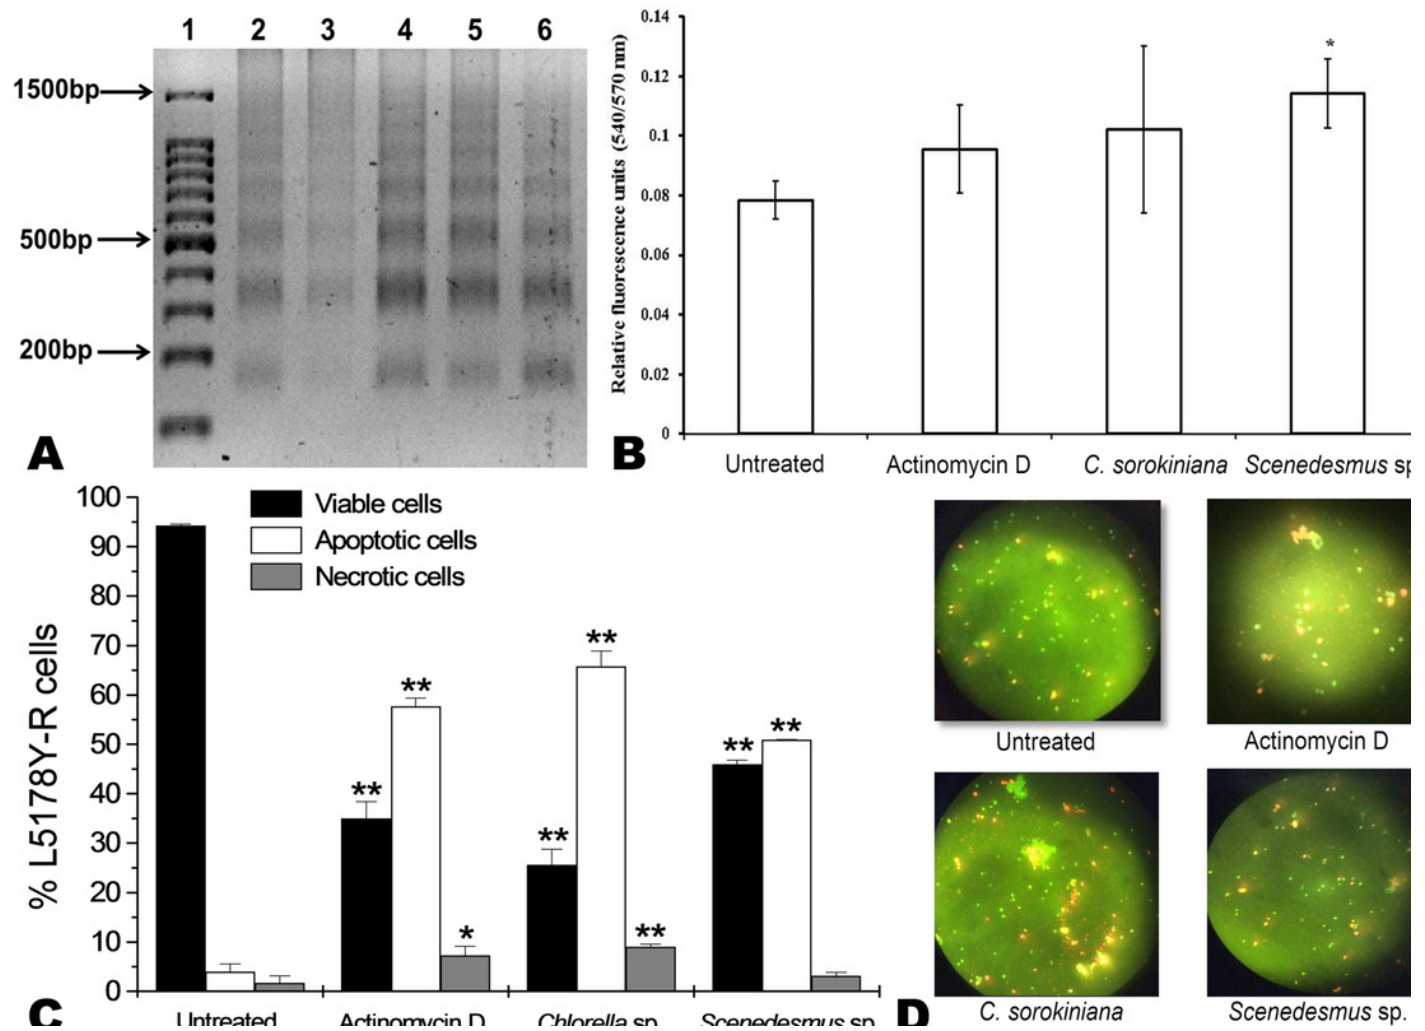 1 2 3 4 5 6
1500bp
500bp
200bp
A
0.14
0.12
0.1
0.08
0.06
0.04
0.02
0
Relative fluorescence units (540/570 nm)
*
Untreated Actinomycin D C. sorokiniana Scenedesmus sp
B
100
90
80
70
60
50
40
30
20
10
0
% L5178Y-R cells
Viable cells
Apoptotic cells
Necrotic cells
** ** *
** ** **
** **
Untreated Actinomycin D Chlorella sp Scenedesmus sp
C
Untreated
Actinomycin D
C. sorokiniana
Scenedesmus sp.
D